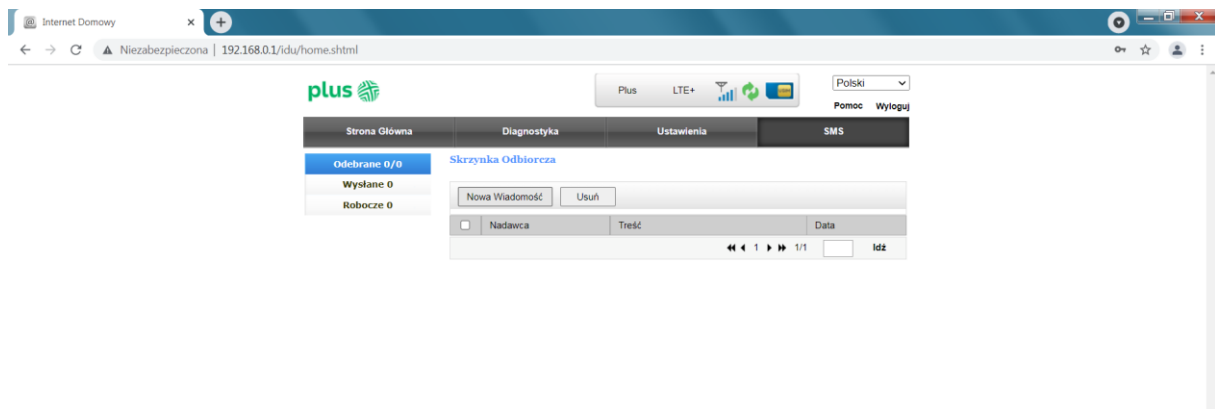 Internet Domowy
Niezabezpieczona | 192.168.0.1/idu/home.shtml
plus
Plus LTE+
Polski
Pomoc Wyloguj
Strona Główna Diagnostyka Ustawienia SMS
Odebrane 0/0
Wysłane 0
Robocze 0
Skrzynka Odbiorcza
Nowa Wiadomość Usuń
Nadawca Treść Data
1 1/1 Idź